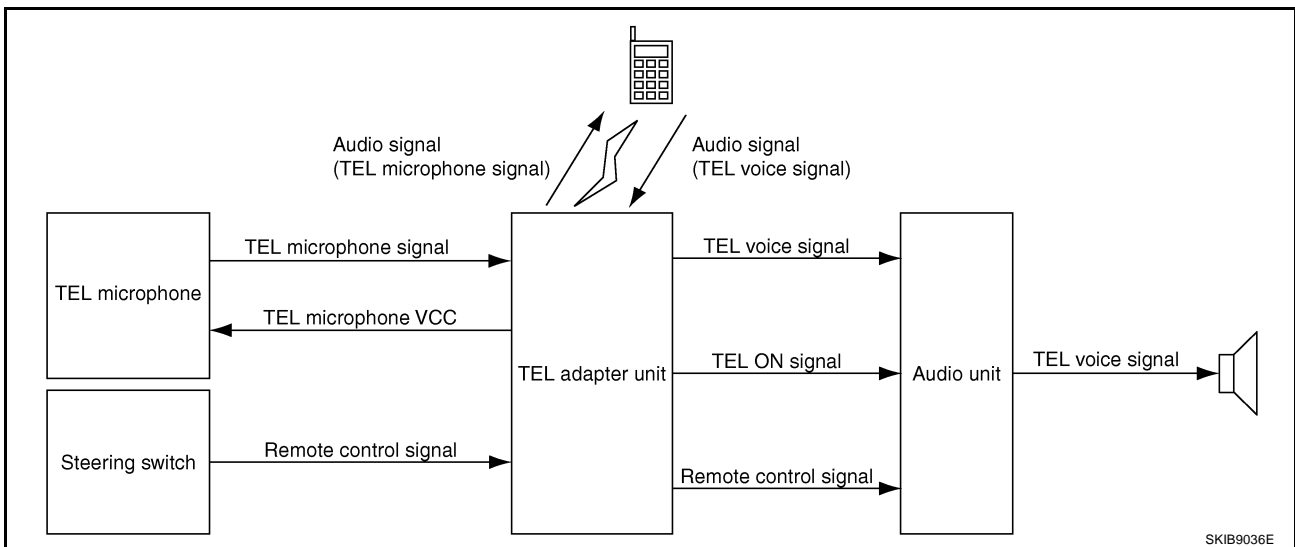 Audio signal
(TEL microphone signal)
Audio signal
(TEL voice signal)
TEL microphone
TEL microphone signal
TEL microphone VCC
Steering switch
Remote control signal
TEL adapter unit
TEL voice signal
TEL ON signal
Remote control signal
Audio unit
TEL voice signal
SKIB9036E